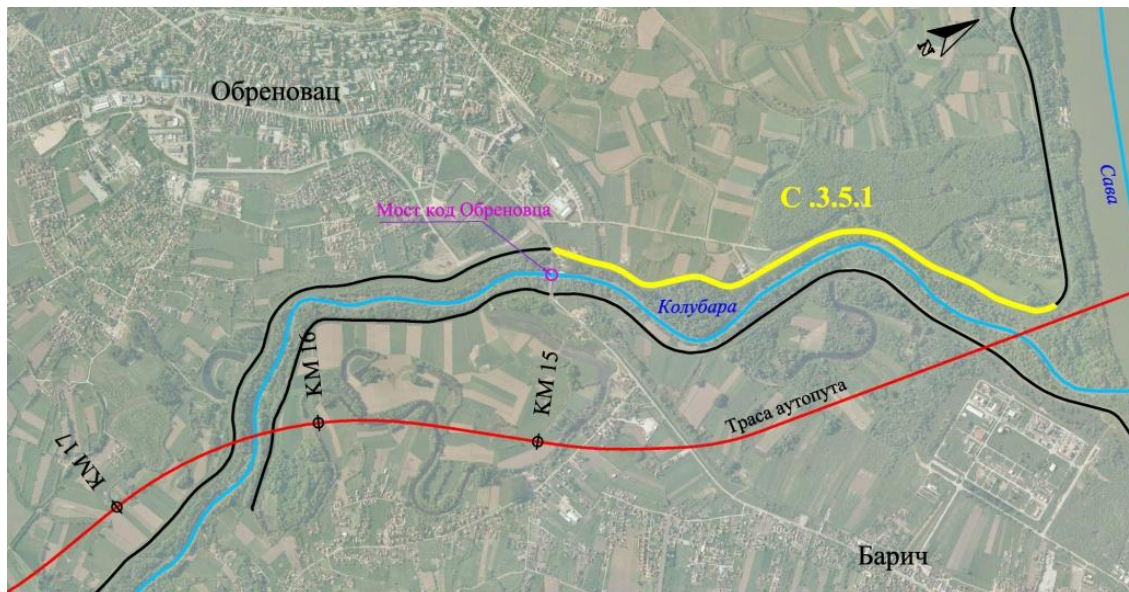 N
Обреновац
С .3.5.1
Сава
Мост код Обреновца
Колубара
КМ 16
КМ 15
Траса аутопута
КМ 17
Барич